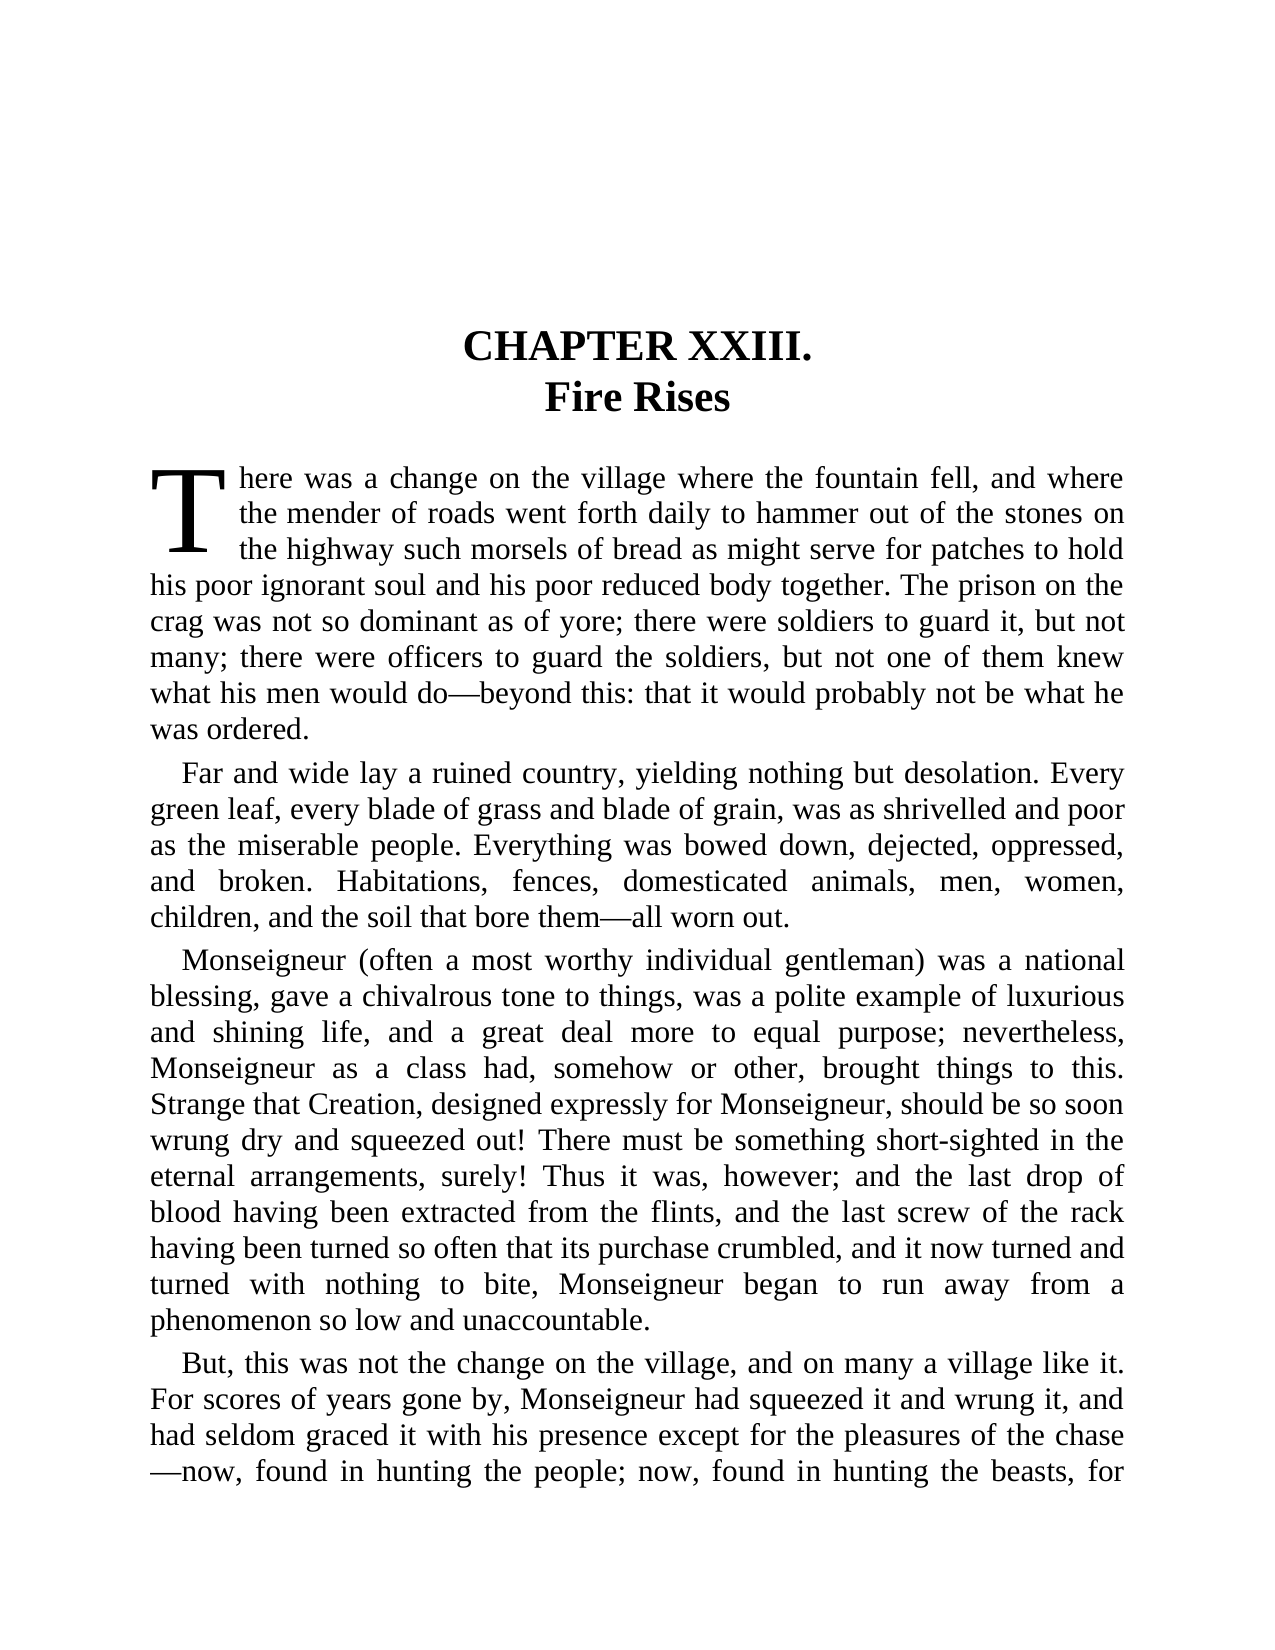 CHAPTER XXIII.
Fire Rises
There was a change on the village where the fountain fell, and where
the mender of roads went forth daily to hammer out of the stones on
the highway such morsels of bread as might serve for patches to hold
his poor ignorant soul and his poor reduced body together. The prison on the
crag was not so dominant as of yore; there were soldiers to guard it, but not
many; there were officers to guard the soldiers, but not one of them knew
what his men would do—beyond this: that it would probably not be what he
was ordered.
Far and wide lay a ruined country, yielding nothing but desolation. Every
green leaf, every blade of grass and blade of grain, was as shrivelled and poor
as the miserable people. Everything was bowed down, dejected, oppressed,
and broken. Habitations, fences, domesticated animals, men, women,
children, and the soil that bore them—all worn out.
Monseigneur (often a most worthy individual gentleman) was a national
blessing, gave a chivalrous tone to things, was a polite example of luxurious
and shining life, and a great deal more to equal purpose; nevertheless,
Monseigneur as a class had, somehow or other, brought things to this.
Strange that Creation, designed expressly for Monseigneur, should be so soon
wrung dry and squeezed out! There must be something short-sighted in the
eternal arrangements, surely! Thus it was, however; and the last drop of
blood having been extracted from the flints, and the last screw of the rack
having been turned so often that its purchase crumbled, and it now turned and
turned with nothing to bite, Monseigneur began to run away from a
phenomenon so low and unaccountable.
But, this was not the change on the village, and on many a village like it.
For scores of years gone by, Monseigneur had squeezed it and wrung it, and
had seldom graced it with his presence except for the pleasures of the chase
—now, found in hunting the people; now, found in hunting the beasts, for